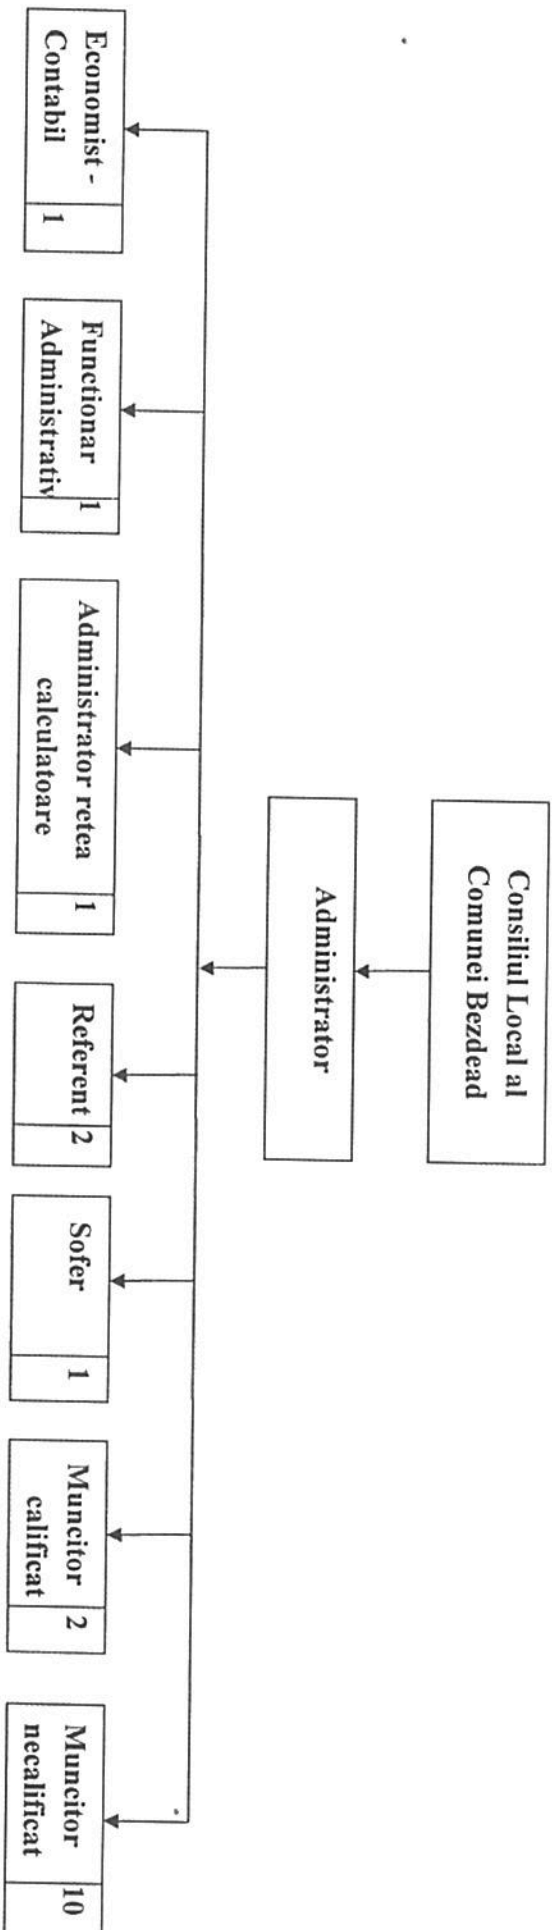 Consiliul Local al
Comunei Bezdead
Administrator
Economist -
Contabil
1
Functionar
Administrativ
1
Administrator retea
calculatoare
1
Referent
2
Sofer
1
Muncitor
calificat
2
Muncitor
necalificat
10